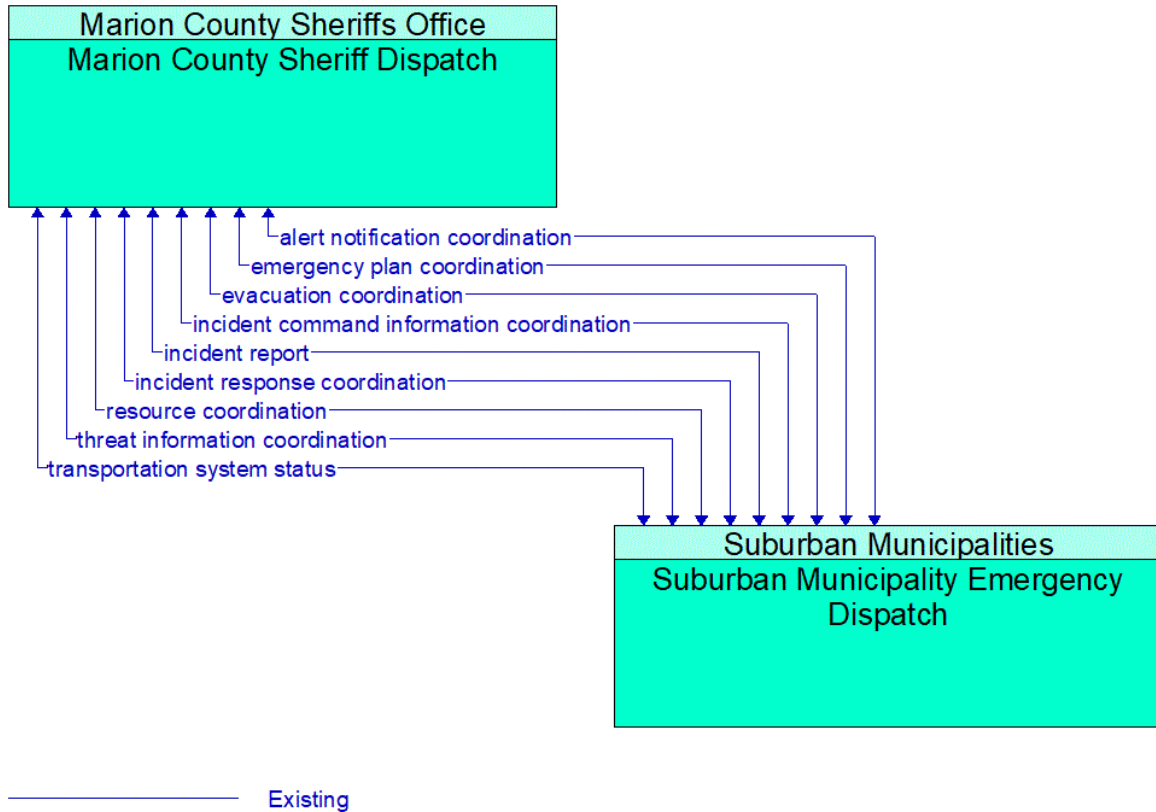 Marion County Sheriffs Office
Marion County Sheriff Dispatch
alert notification coordination
emergency plan coordination
evacuation coordination
incident command information coordination
incident report
incident response coordination
resource coordination
threat information coordination
transportation system status
Suburban Municipalities
Suburban Municipality Emergency
Dispatch
Existing